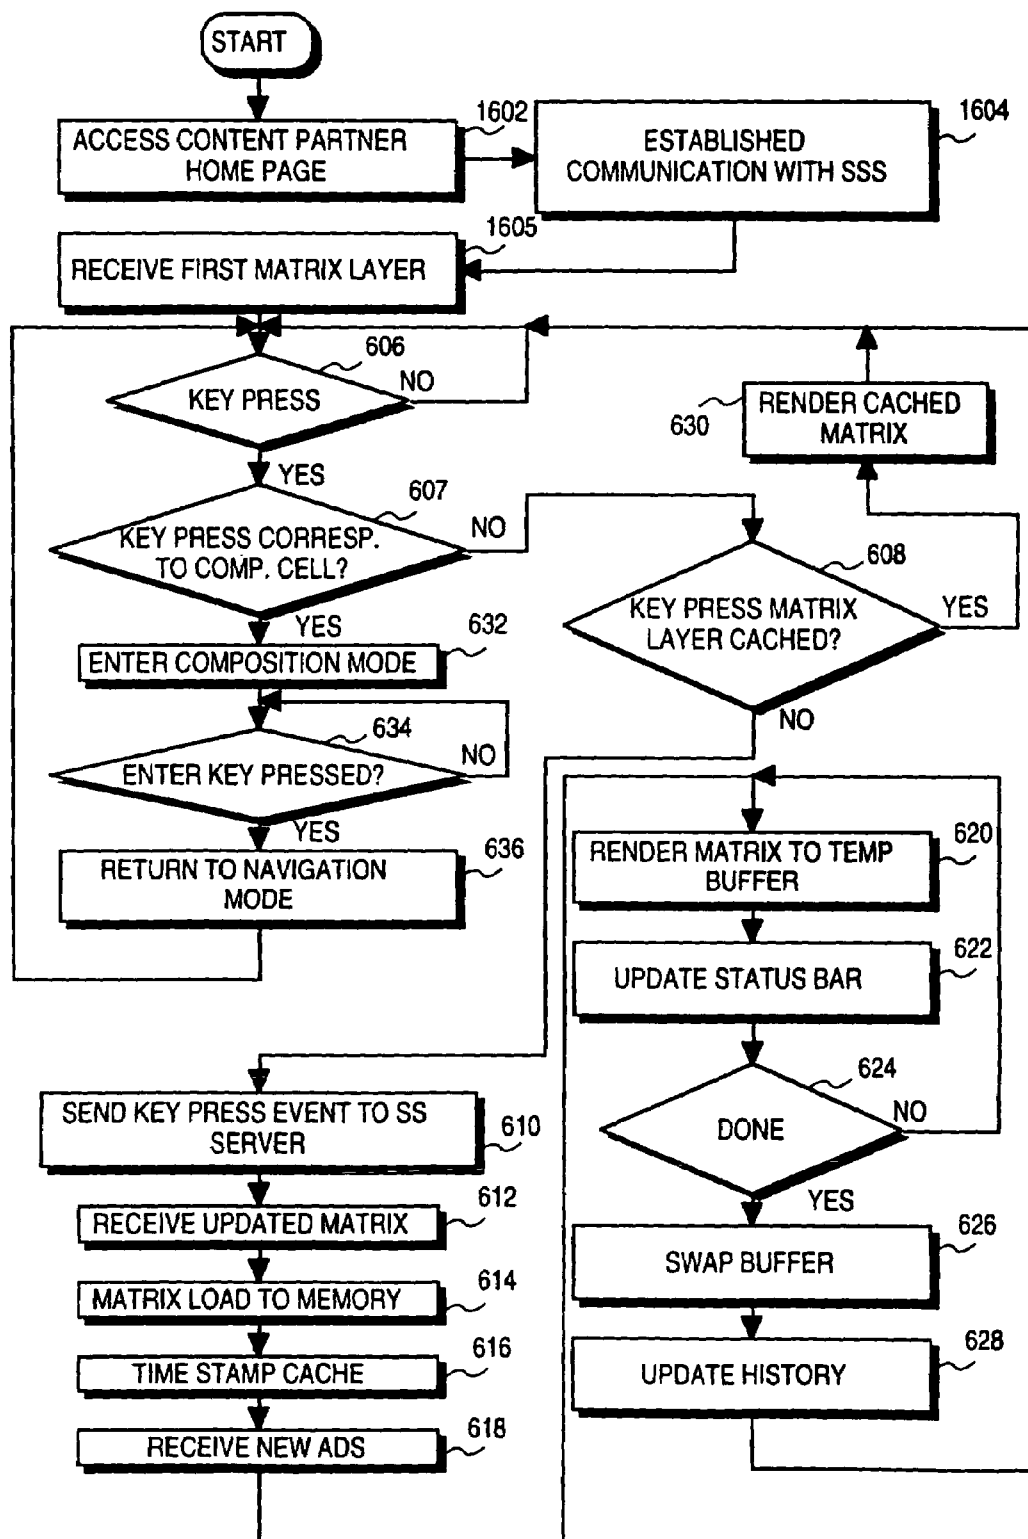 START
1602
ACCESS CONTENT PARTNER
HOME PAGE
1604
ESTABLISHED
COMMUNICATION WITH SSS
1605
RECEIVE FIRST MATRIX LAYER
606
KEY PRESS
NO
YES
630
RENDER CACHED
MATRIX
607
KEY PRESS CORRESP.
TO COMP. CELL?
NO
YES
608
KEY PRESS MATRIX
LAYER CACHED?
YES
NO
632
ENTER COMPOSITION MODE
634
ENTER KEY PRESSED?
NO
YES
636
RETURN TO NAVIGATION
MODE
SEND KEY PRESS EVENT TO SS
SERVER
610
RECEIVE UPDATED MATRIX
612
MATRIX LOAD TO MEMORY
614
TIME STAMP CACHE
616
RECEIVE NEW ADS
618
RENDER MATRIX TO TEMP
BUFFER
620
UPDATE STATUS BAR
622
DONE
624
NO
YES
SWAP BUFFER
626
UPDATE HISTORY
628